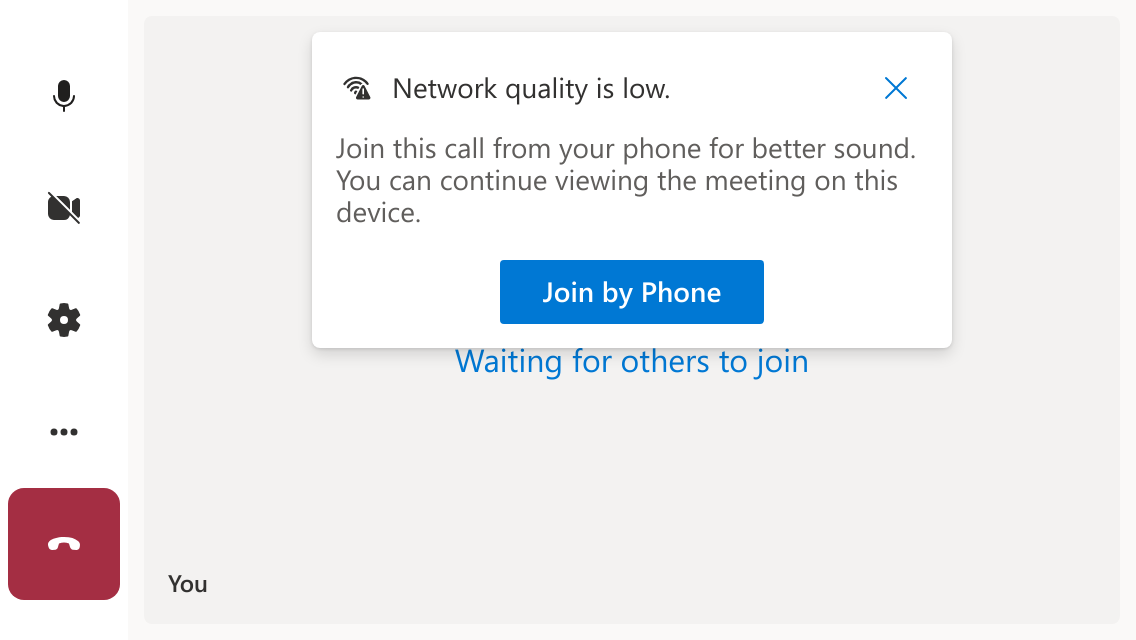 Network quality is low.
Join this call from your phone for better sound.
You can continue viewing the meeting on this
device.
Join by Phone
Waiting for others to join
You